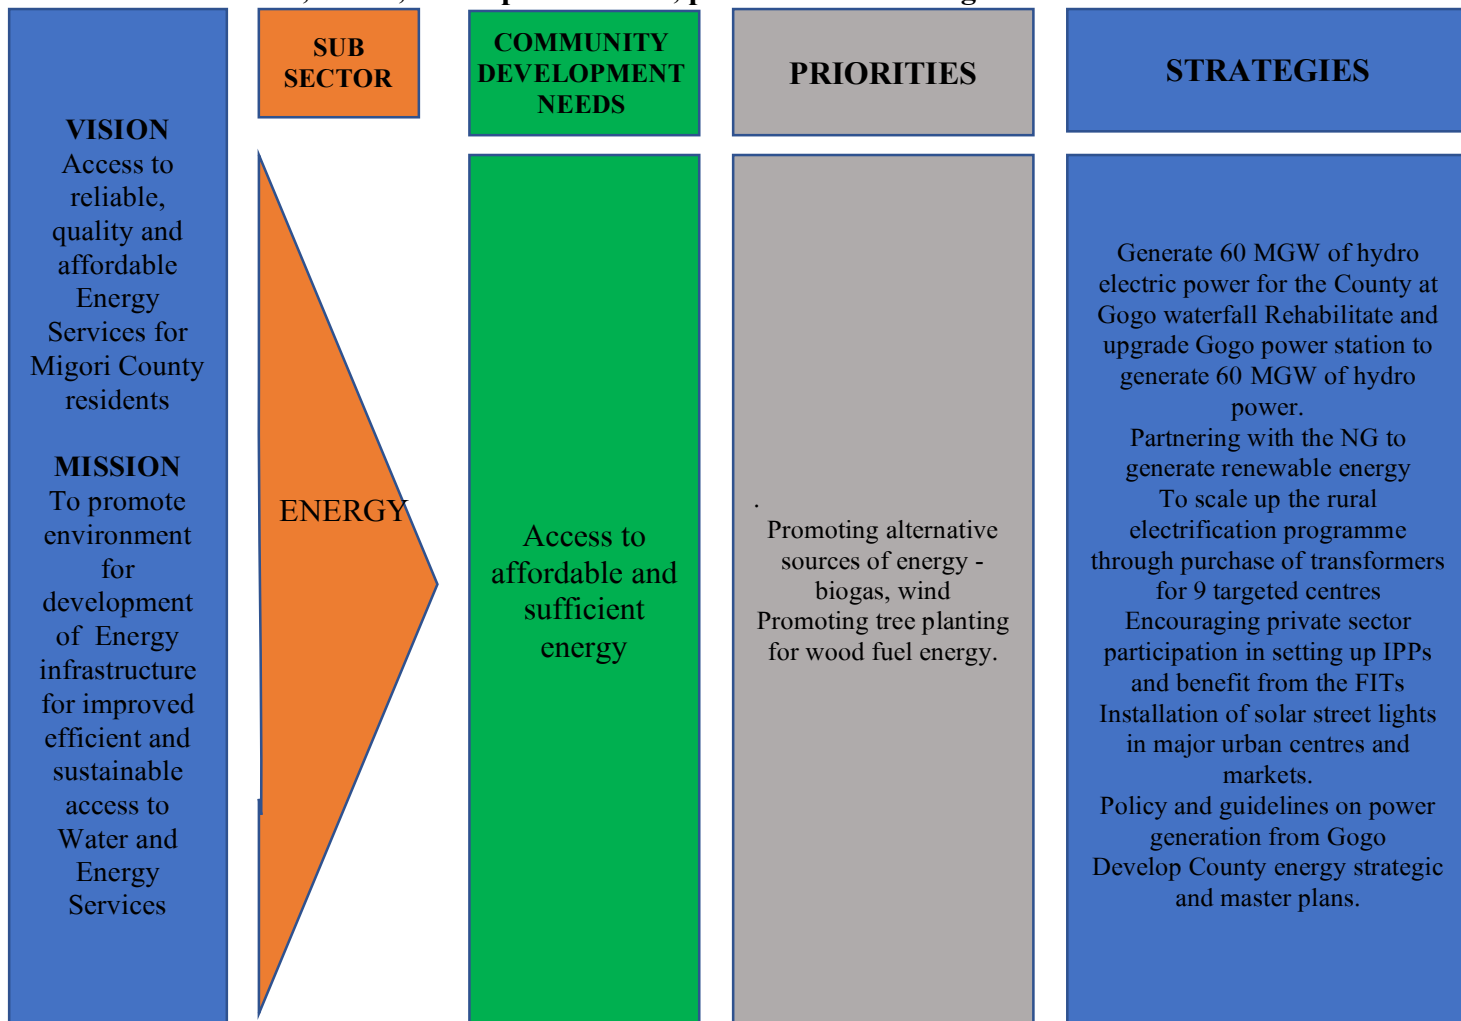 VISION
Access to
reliable,
quality and
affordable
Energy
Services for
Migori County
residents
MISSION
To promote
environment
for
development
of Energy
infrastructure
for improved
efficient and
sustainable
access to
Water and
Energy
Services
SUB
SECTOR
ENERGY
COMMUNITY
DEVELOPMENT
NEEDS
Access to
affordable and
sufficient
energy
PRIORITIES
.
Promoting alternative
sources of energy -
biogas, wind
Promoting tree planting
for wood fuel energy.
STRATEGIES
Generate 60 MGW of hydro
electric power for the County at
Gogo waterfall Rehabilitate and
upgrade Gogo power station to
generate 60 MGW of hydro
power.
Partnering with the NG to
generate renewable energy
To scale up the rural
electrification programme
through purchase of transformers
for 9 targeted centres
Encouraging private sector
participation in setting up IPPs
and benefit from the FITs
Installation of solar street lights
in major urban centres and
markets.
Policy and guidelines on power
generation from Gogo
Develop County energy strategic
and master plans.